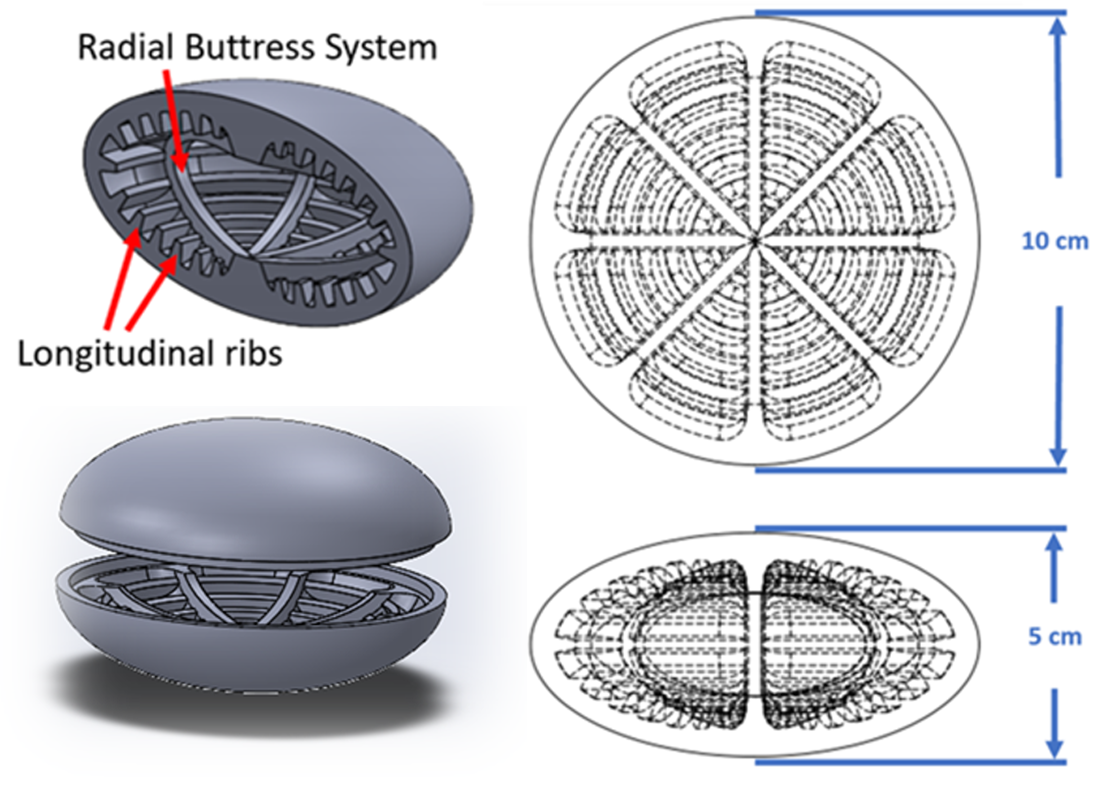 Radial Buttress System
Longitudinal ribs
10 cm
5 cm